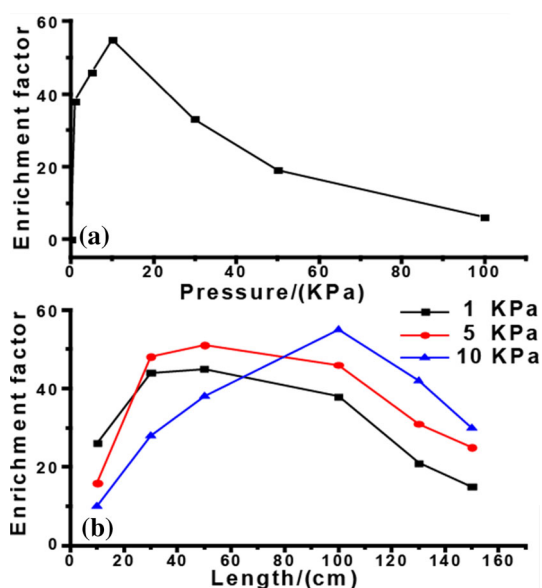 60
40
20
0
Enrichment factor
(a)
0 20 40 60 80 100
Pressure/(KPa)
1 KPa
5 KPa
10 KPa
60
40
20
0
Enrichment factor
(b)
0 20 40 60 80 100 120 140 160
Length/(cm)